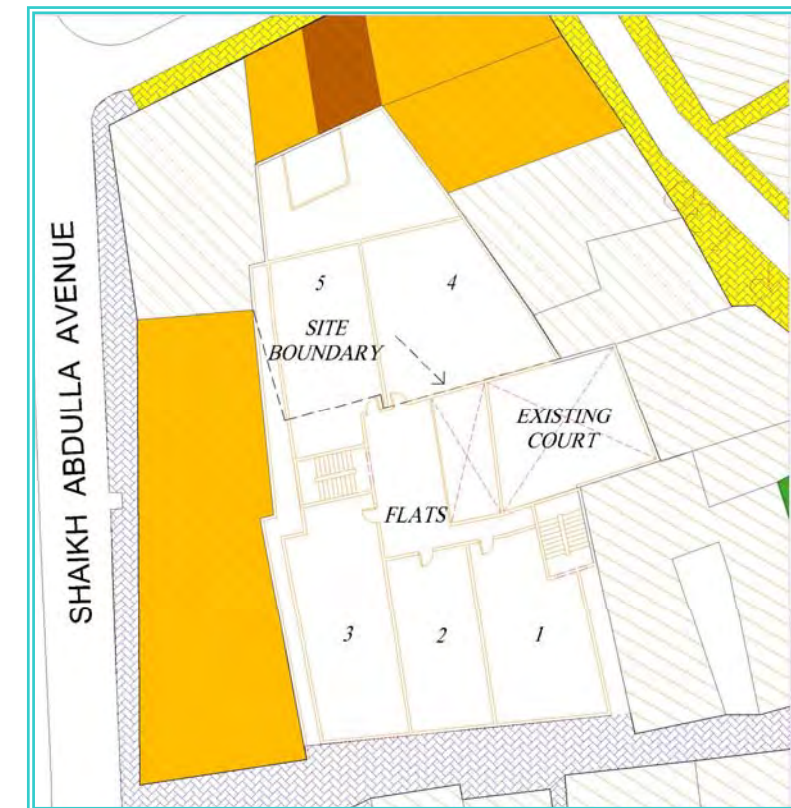 SHAIKH ABDULLA AVENUE
5
4
SITE
BOUNDARY
EXISTING
COURT
FLATS
3
2
1